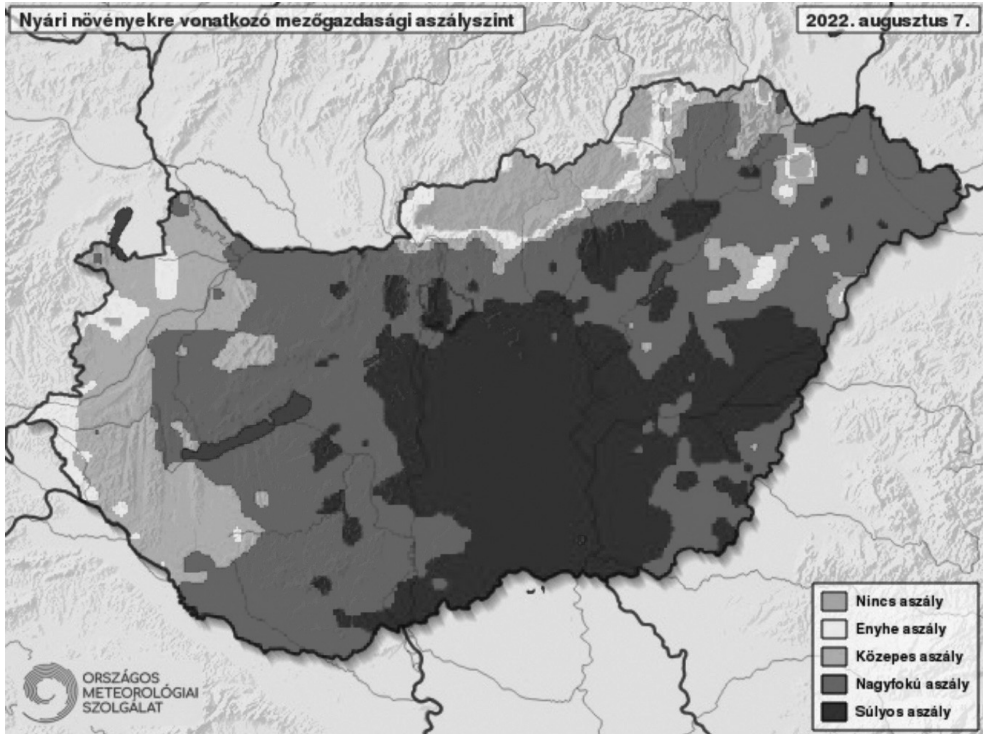 Nyári növényekre vonatkozó mezőgazdasági aszályszint
2022. augusztus 7.
Nincs aszály
Enyhe aszály
Közepes aszály
Nagyfokú aszály
Súlyos aszály
ORSZÁGOS
METEOROLÓGIAI
SZOLGÁLAT